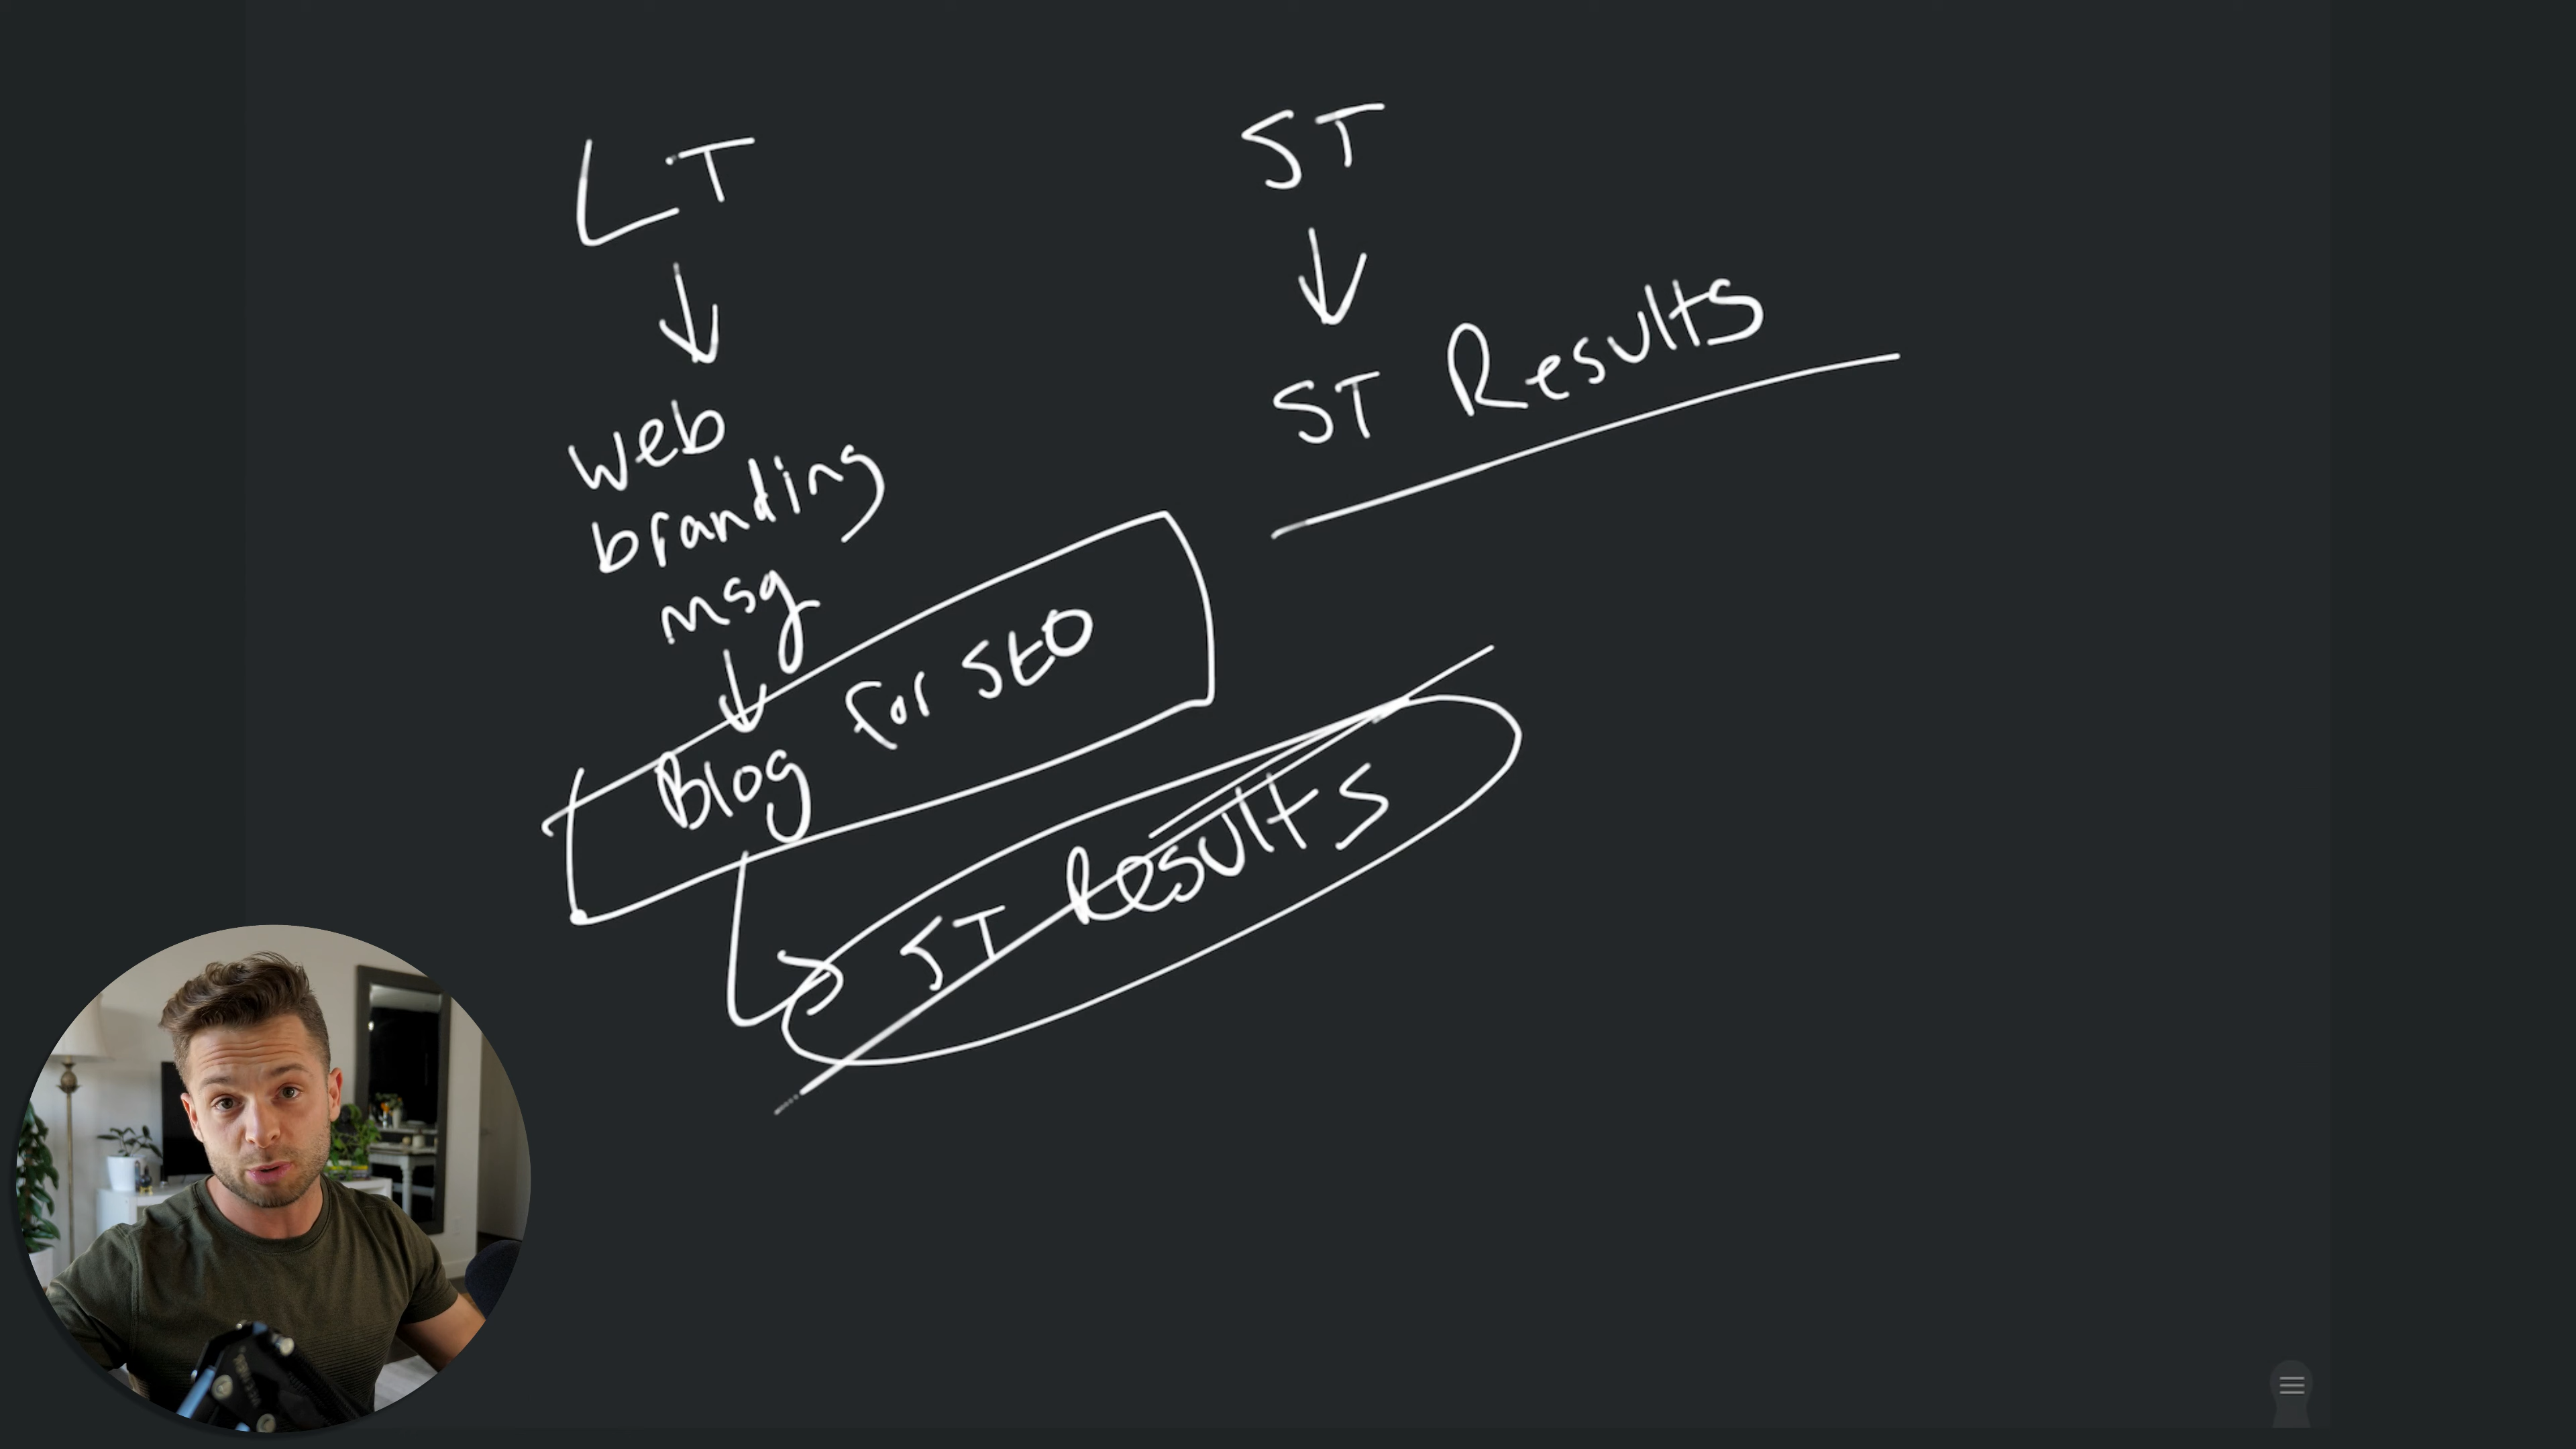 LT
web
branding
msg
Blog for SEO
ST Results
ST
ST Results